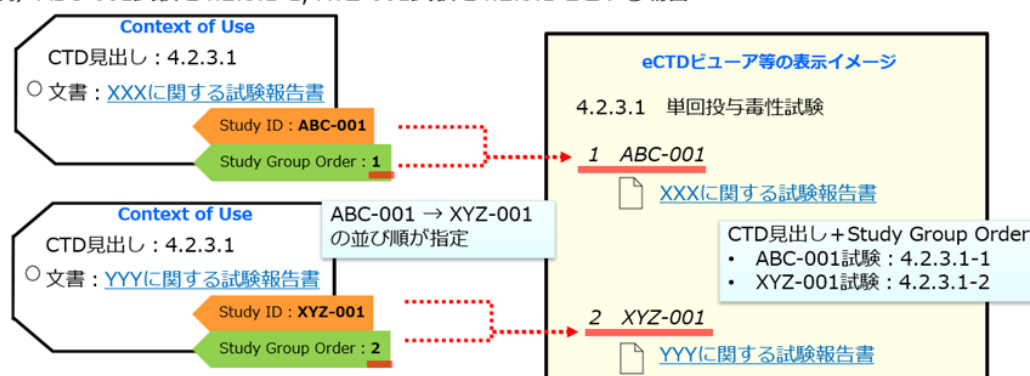 Context of Use
CTD見出し：4.2.3.1
文書：XXXに関する試験報告書
Study ID：ABC-001
Study Group Order：1
Context of Use
CTD見出し：4.2.3.1
文書：YYYに関する試験報告書
Study ID：XYZ-001
Study Group Order：2
ABC-001 → XYZ-001
の並び順が指定
eCTDビューア等の表示イメージ
4.2.3.1　単回投与毒性試験
1　ABC-001
XXXに関する試験報告書
CTD見出し＋Study Group Order
• ABC-001試験：4.2.3.1-1
• XYZ-001試験：4.2.3.1-2
2　XYZ-001
YYYに関する試験報告書